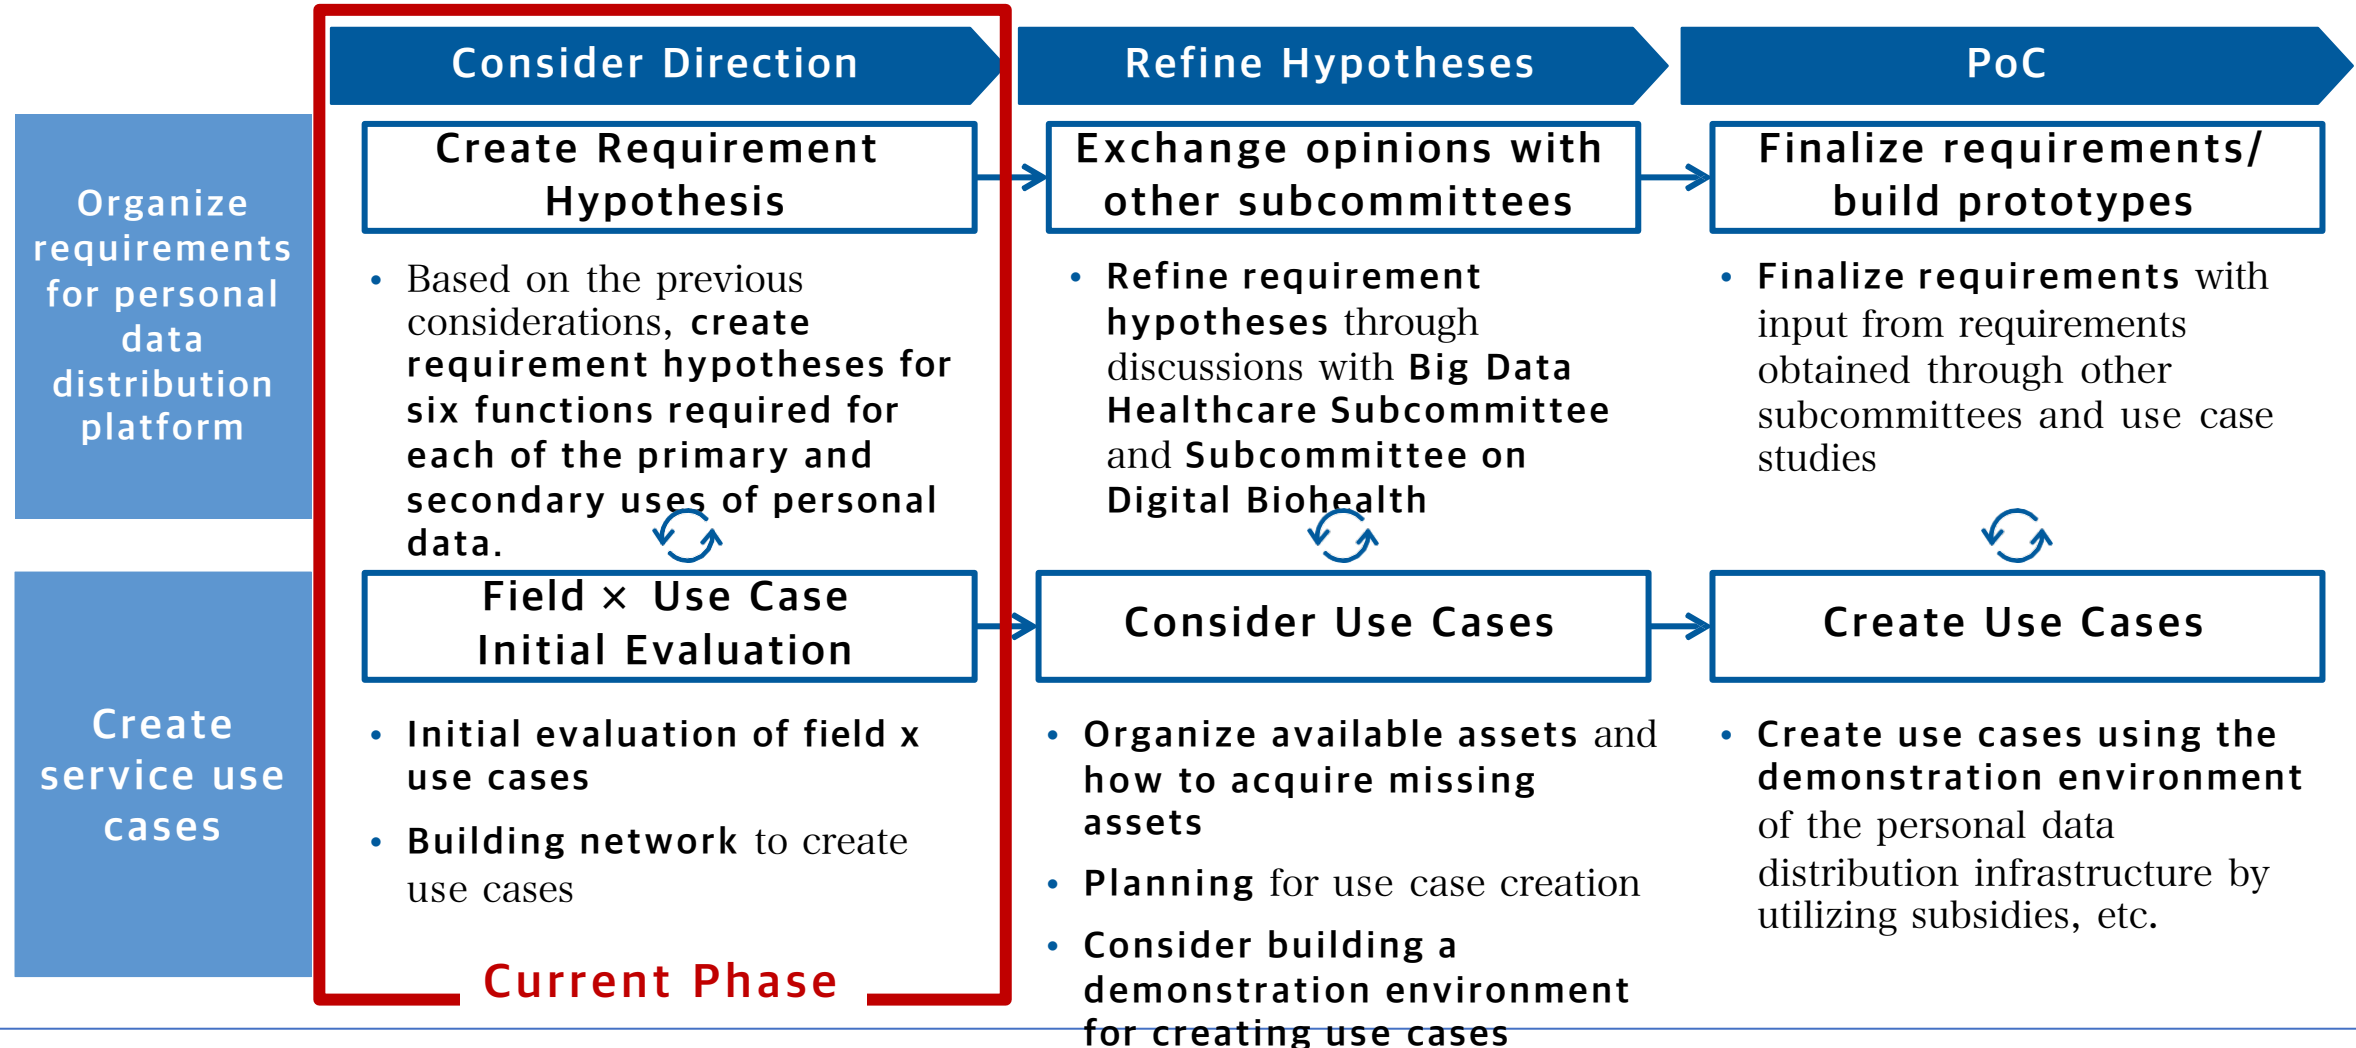 Consider Direction
Refine Hypotheses
PoC
Organize
requirements
for personal
data
distribution
platform
Create Requirement
Hypothesis
Exchange opinions with
other subcommittees
Finalize requirements/
build prototypes
• Based on the previous
considerations, create
requirement hypotheses for
six functions required for
each of the primary and
secondary uses of personal
data.
• Refine requirement
hypotheses through
discussions with Big Data
Healthcare Subcommittee
and Subcommittee on
Digital Biohealth
• Finalize requirements with
input from requirements
obtained through other
subcommittees and use case
studies
Create
service use
cases
Field × Use Case
Initial Evaluation
Consider Use Cases
Create Use Cases
• Initial evaluation of field x
use cases
• Building network to create
use cases
Current Phase
• Organize available assets and
how to acquire missing
assets
• Planning for use case creation
• Consider building a
demonstration environment
for creating use cases
• Create use cases using the
demonstration environment
of the personal data
distribution infrastructure by
utilizing subsidies, etc.